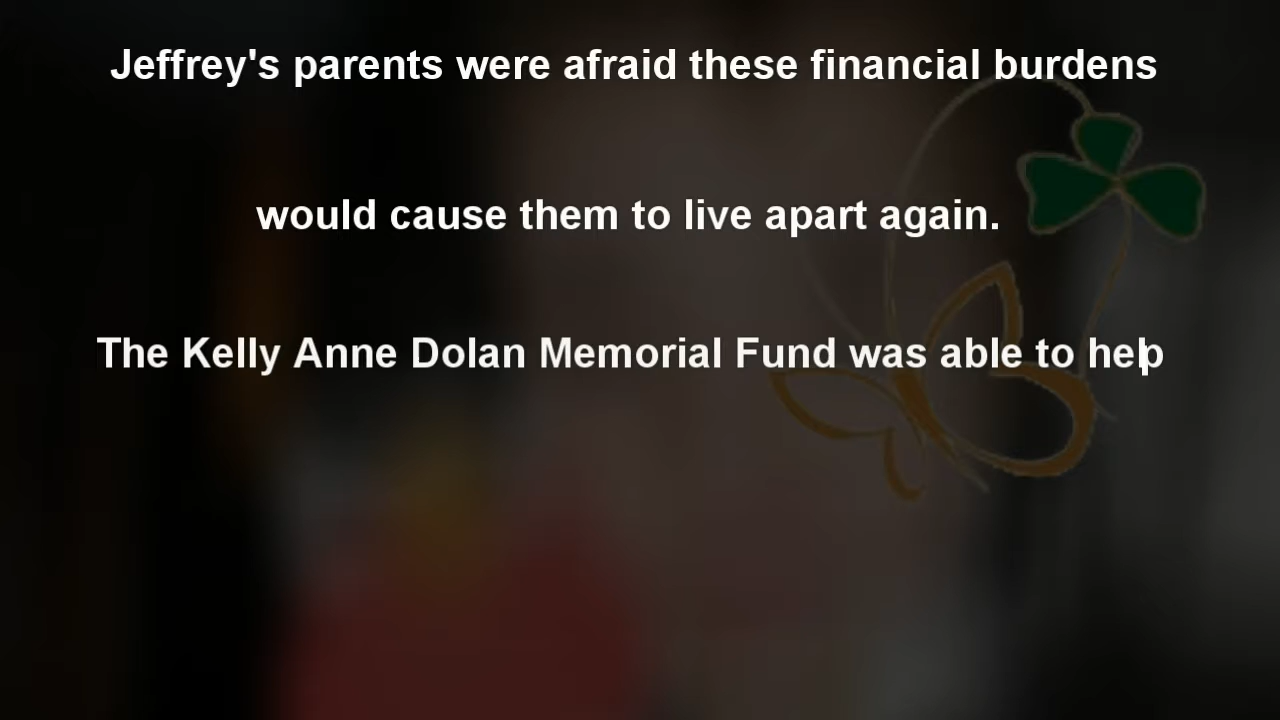 Jeffrey's parents were afraid these financial burdens
would cause them to live apart again.
The Kelly Anne Dolan Memorial Fund was able to help